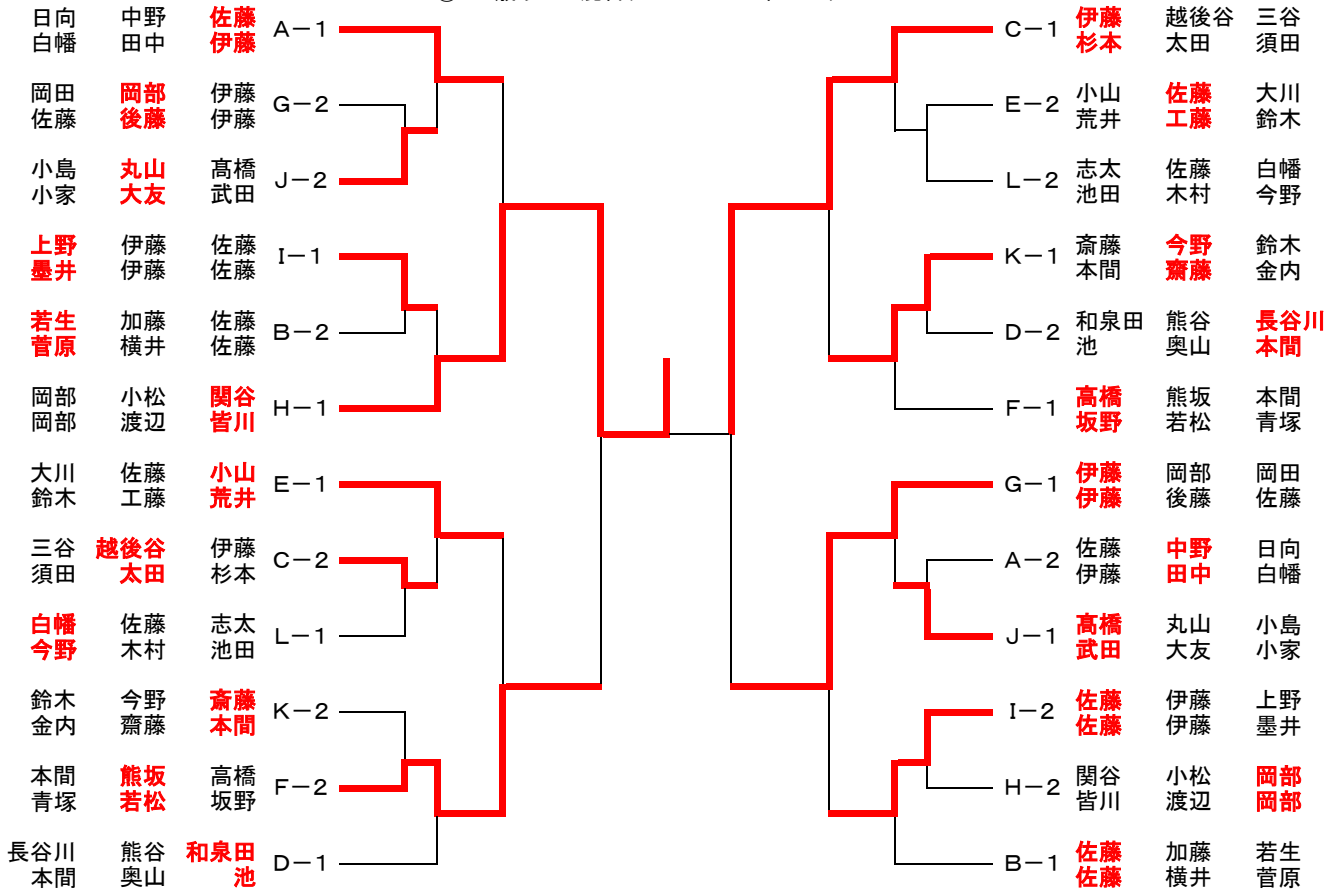 日向 中野 佐藤 A－1 C－1 伊藤 越後谷 三谷
白幡 田中 伊藤 杉本 太田 須田
岡田 岡部 伊藤 G－2 E－2 小山 佐藤 大川
佐藤 後藤 伊藤 荒井 工藤 鈴木
小島 丸山 髙橋 J－2 L－2 志太 佐藤 白幡
小家 大友 武田 池田 木村 今野
上野 伊藤 佐藤 I－1 K－1 斎藤 今野 鈴木
墨井 伊藤 佐藤 本間 齋藤 金内
若生 加藤 佐藤 B－2 D－2 和泉田 熊谷 長谷川
菅原 横井 佐藤 池 奥山 本間
岡部 小松 関谷 H－1 F－1 高橋 熊坂 本間
岡部 渡辺 皆川 坂野 若松 青塚
大川 佐藤 小山 E－1 G－1 伊藤 岡部 岡田
鈴木 工藤 荒井 伊藤 後藤 佐藤
三谷 越後谷 伊藤 C－2 A－2 佐藤 中野 日向
須田 太田 杉本 伊藤 田中 白幡
白幡 佐藤 志太 L－1 J－1 髙橋 丸山 小島
今野 木村 池田 武田 大友 小家
鈴木 今野 斎藤 K－2 I－2 佐藤 伊藤 上野
金内 齋藤 本間 佐藤 伊藤 墨井
本間 熊坂 高橋 F－2 H－2 関谷 小松 岡部
青塚 若松 坂野 皆川 渡辺 岡部
長谷川 熊谷 和泉田 D－1 B－1 佐藤 加藤 若生
本間 奥山 池 佐藤 横井 菅原